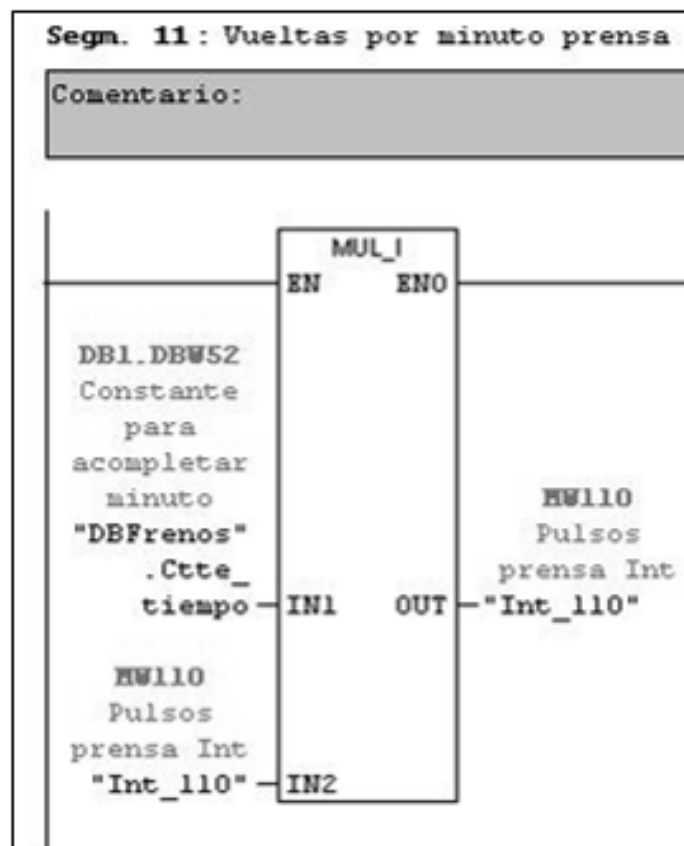 Segm. 11 : Vueltas por minuto prensa
Comentario:
MUL_I
EN ENO
DB1.DBW52
Constante
para
acompletar
minuto
"DBFrenos"
.Ctte_
tiempo
IN1
OUT
MW110
Pulsos
prensa Int
"Int_110"
MW110
Pulsos
prensa Int
"Int_110"
IN2